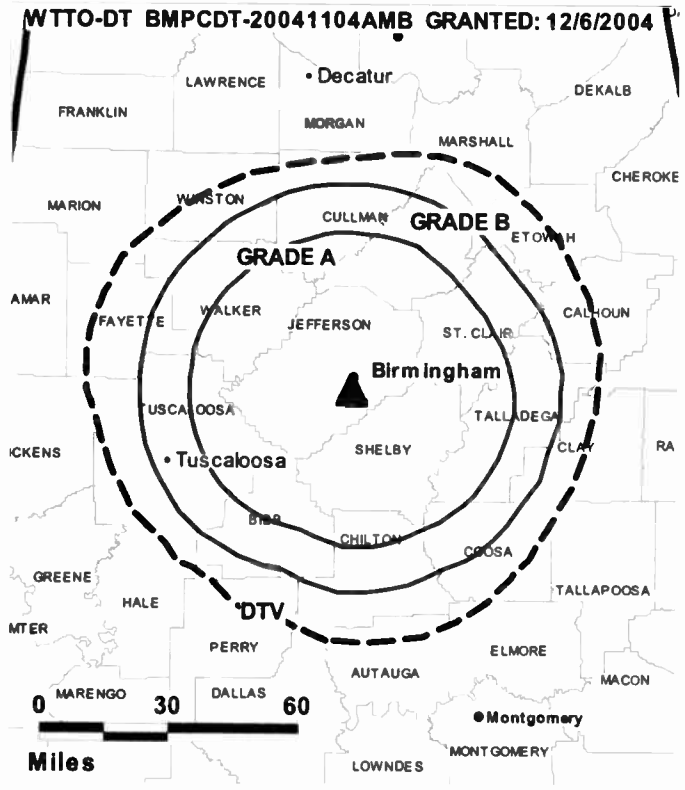 WTTO-DT BMPCDT-20041104AMB GRANTED: 12/6/2004
LAWRENCE
Decatur
DEKALB
FRANKLIN
MORGAN
MARSHALL
CHEROKE
MARION
WINSTON
CULLMAN
GRADE B
ETOWAH
GRADE A
AMAR
FAYETTE
WALKER
JEFFERSON
CALHOUN
ST. CLAIR
Birmingham
TUSCALOOSA
TALLADEGA
ICKENS
Tuscaloosa
SHELBY
CLAY
RA
BIBB
CHILTON
COOSA
GREENE
HALE
DTV
TALLAPOOSA
MTER
PERRY
ELMORE
AUTAUGA
MACON
MARENGO
DALLAS
0 30 60
Montgomery
Miles
LOWNDES
MONTGOMERY